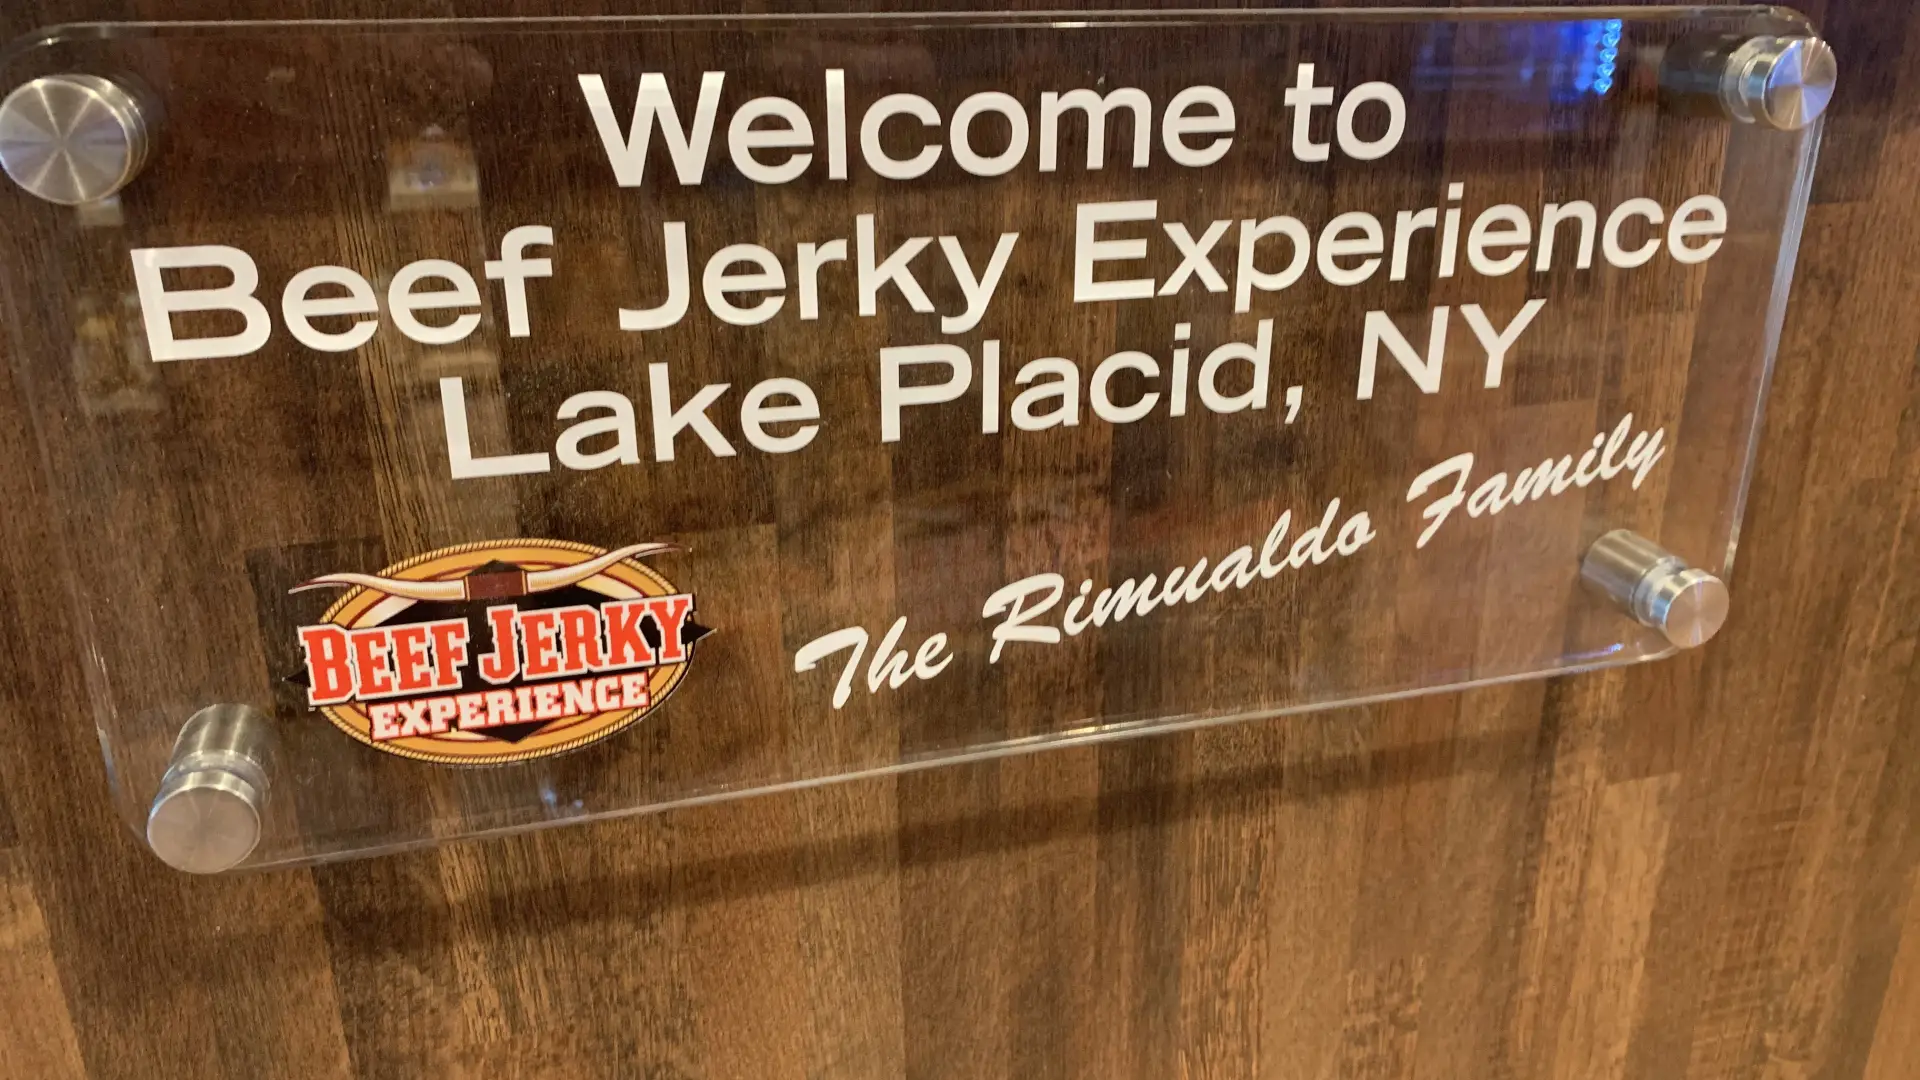 Welcome to
Beef Jerky Experience
Lake Placid, NY
The Rimualdo Family
BEEF JERKY
EXPERIENCE